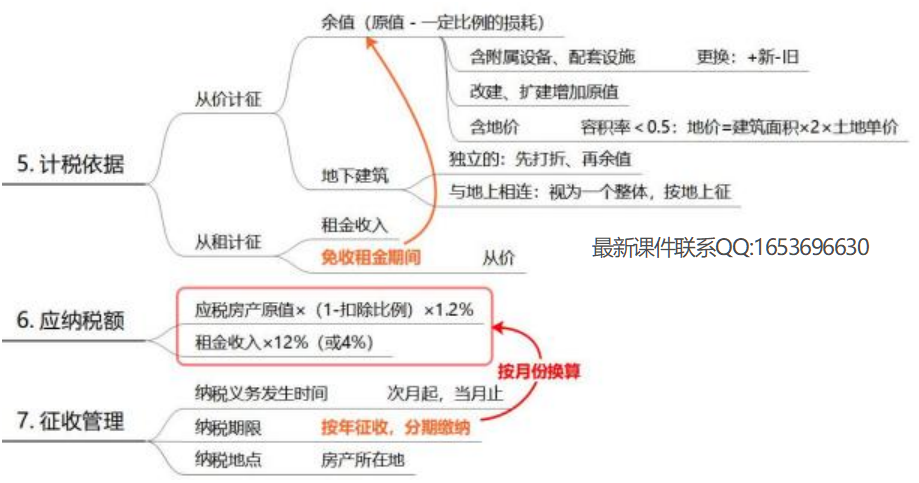 余值（原值 - 一定比例的损耗）
含附属设备、配套设施 更换：+新-旧
改建、扩建增加原值
从价计征
含地价 容积率＜0.5：地价=建筑面积×2×土地单价
5. 计税依据
独立的：先打折、再余值
地下建筑
与地上相连：视为一个整体，按地上征
租金收入
从租计征
免收租金期间 从价
最新课件联系QQ:1653696630
应税房产原值×（1-扣除比例）×1.2%
6. 应纳税额
租金收入×12%（或4%）
按月份换算
纳税义务发生时间 次月起，当月止
7. 征收管理
纳税期限 按年征收，分期缴纳
纳税地点 房产所在地